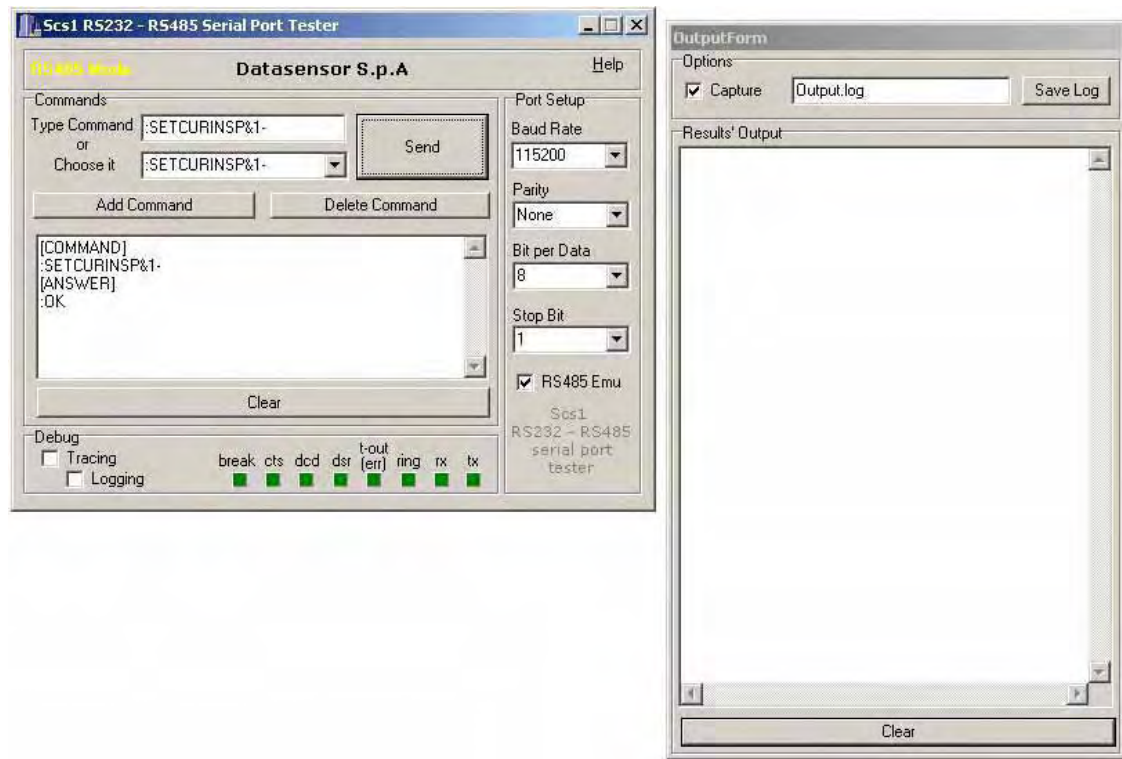 Scs1 RS232 - RS485 Serial Port Tester
RS485 Mode
Datasensor S.p.A
Help
Commands
Type Command
:SETCURINSP&1-
or
Choose it
:SETCURINSP&1-
Send
Add Command
Delete Command
[COMMAND]
:SETCURINSP&1-
[ANSWER]
:OK
Clear
Port Setup
Baud Rate
115200
Parity
None
Bit per Data
8
Stop Bit
1
RS485 Emu
Scs1
RS232 - RS485
serial port
tester
Debug
Tracing
Logging
break cts dcd dsr t-out (err) ring rx tx
OutputForm
Options
Capture
Output.log
Save Log
Results' Output
Clear